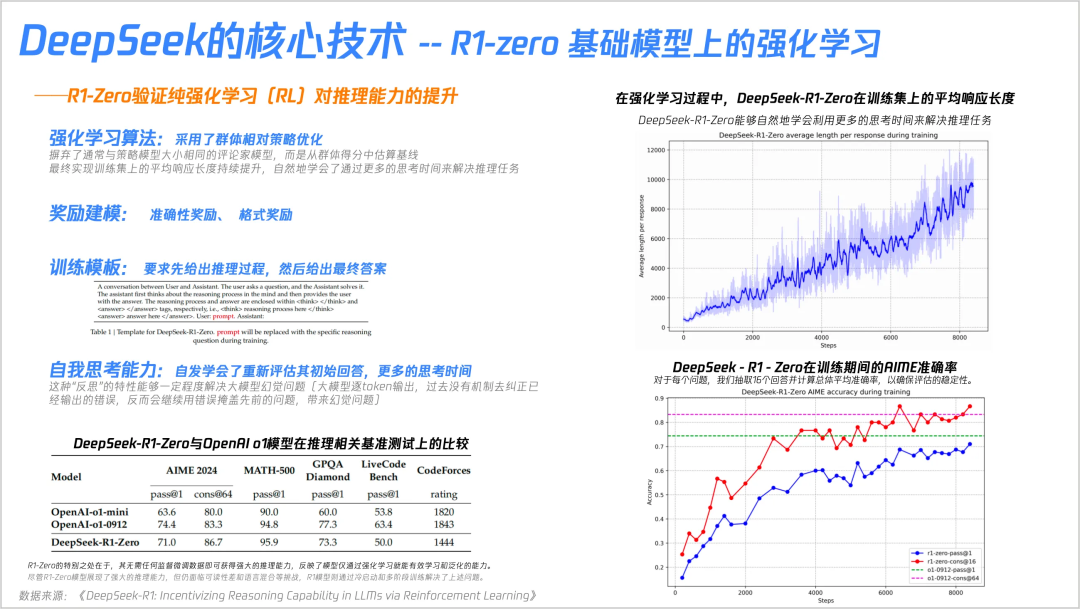 DeepSeek的核心技术 -- R1-zero 基础模型上的强化学习
——R1-Zero验证纯强化学习（RL）对推理能力的提升
强化学习算法： 采用了群体相对策略优化
摒弃了通常与策略模型大小相同的评论家模型，而是从群体得分中估算基线
最终实现训练集上的平均响应长度持续提升，自然地学会了通过更多的思考时间来解决推理任务
奖励建模： 准确性奖励、 格式奖励
训练模板： 要求先给出推理过程，然后给出最终答案
A conversation between User and Assistant. The user asks a question, and the Assistant solves it.
The assistant first thinks about the reasoning process in the mind and then provides the user
with the answer. The reasoning process and answer are enclosed within <think> </think> and
<answer> </answer> tags, respectively, i.e., <think> reasoning process here </think>
<answer> answer here </answer>. User: prompt. Assistant:
Table 1 | Template for DeepSeek-R1-Zero. prompt will be replaced with the specific reasoning
question during training.
自我思考能力： 自发学会了重新评估其初始回答，更多的思考时间
这种“反思”的特性能够一定程度解决大模型幻觉问题［大模型逐token输出，过去没有机制去纠正已
经输出的错误，反而会继续用错误掩盖先前的问题，带来幻觉问题］
DeepSeek-R1-Zero与OpenAI o1模型在推理相关基准测试上的比较
Model AIME 2024 MATH-500 GPQA Diamond LiveCode Bench CodeForces
pass@1 cons@64 pass@1 pass@1 pass@1 rating
OpenAI-o1-mini 63.6 80.0 90.0 60.0 53.8 1820
OpenAI-o1-0912 74.4 83.3 94.8 77.3 63.4 1843
DeepSeek-R1-Zero 71.0 86.7 95.9 73.3 50.0 1444
R1-Zero的特别之处在于，其无需任何监督微调数据即可获得强大的推理能力，反映了模型仅通过强化学习就能有效学习和泛化的能力。
尽管R1-Zero模型展现了强大的推理能力，但仍面临可读性差和语言混合等挑战，R1模型则通过冷启动和多阶段训练解决了上述问题。
数据来源：《DeepSeek-R1: Incentivizing Reasoning Capability in LLMs via Reinforcement Learning》
在强化学习过程中，DeepSeek-R1-Zero在训练集上的平均响应长度
DeepSeek-R1-Zero能够自然地学会利用更多的思考时间来解决推理任务
DeepSeek-R1-Zero average length per response during training
Average length per response
12000
10000
8000
6000
4000
2000
0
0 2000 4000 6000 8000
Steps
DeepSeek - R1 - Zero在训练期间的AIME准确率
对于每个问题，我们抽取16个回答并计算总体平均准确率，以确保评估的稳定性。
DeepSeek-R1-Zero AIME accuracy during training
Accuracy
0.9
0.8
0.7
0.6
0.5
0.4
0.3
0.2
r1-zero-pass@1
r1-zero-cons@16
o1-0912-pass@1
o1-0912-cons@64
0 2000 4000 6000 8000
Steps